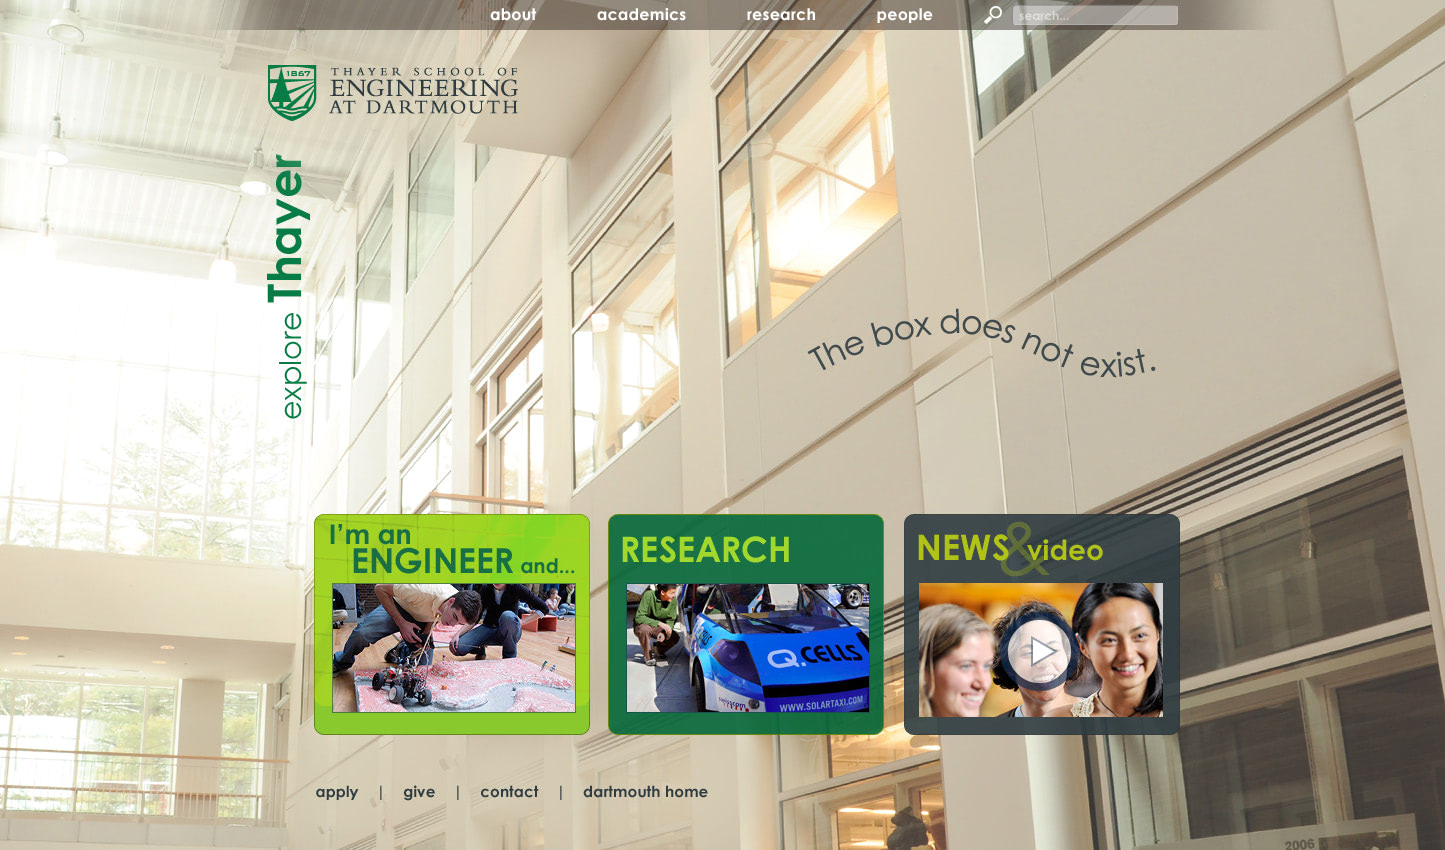 about academics research people search...
1867
THAYER SCHOOL OF
ENGINEERING
AT DARTMOUTH
explore Thayer
The box does not exist.
I'm an
ENGINEER and...
RESEARCH
Q.CELLS
WWW.SOLARTAXI.COM
NEWS & video
apply | give | contact | dartmouth home
2006